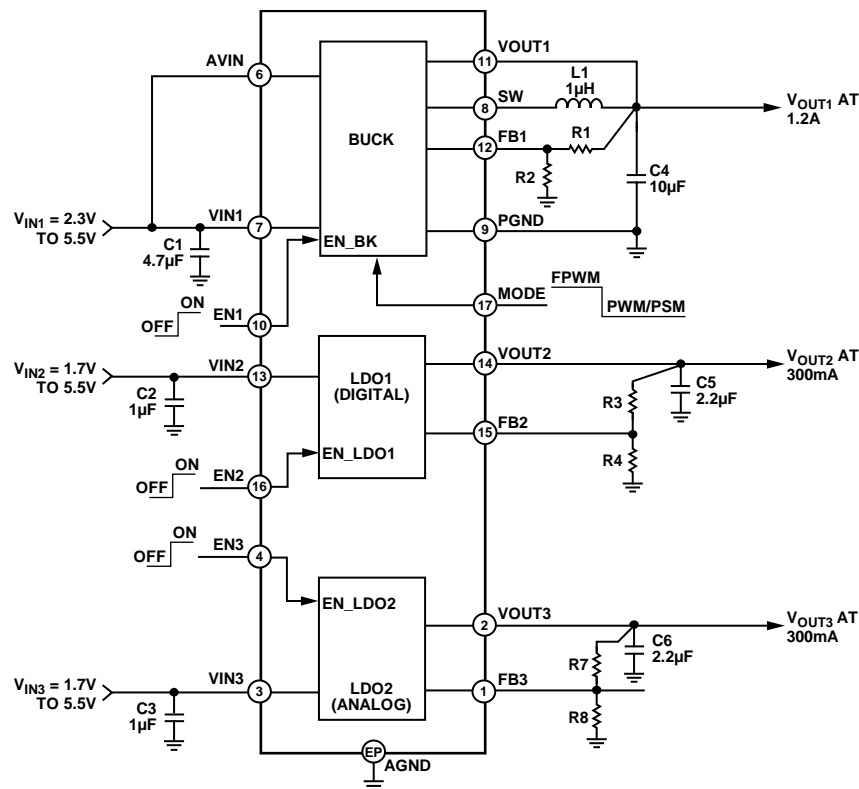 AVIN
6
BUCK
VOUT1
11
SW
8
L1
1µH
VOUT1 AT
1.2A
FB1
12
R1
R2
C4
10µF
VIN1 = 2.3V
TO 5.5V
VIN1
7
C1
4.7µF
EN_BK
PGND
9
OFF
ON
EN1
10
MODE
17
FPWM
PWM/PSM
VIN2 = 1.7V
TO 5.5V
C2
1µF
VIN2
13
LDO1
(DIGITAL)
EN_LDO1
VOUT2
14
VOUT2 AT
300mA
C5
2.2µF
R3
FB2
15
R4
OFF
ON
EN2
16
OFF
ON
EN3
4
EN_LDO2
LDO2
(ANALOG)
VOUT3
2
VOUT3 AT
300mA
C6
2.2µF
R7
FB3
1
R8
VIN3 = 1.7V
TO 5.5V
C3
1µF
VIN3
3
EP
AGND